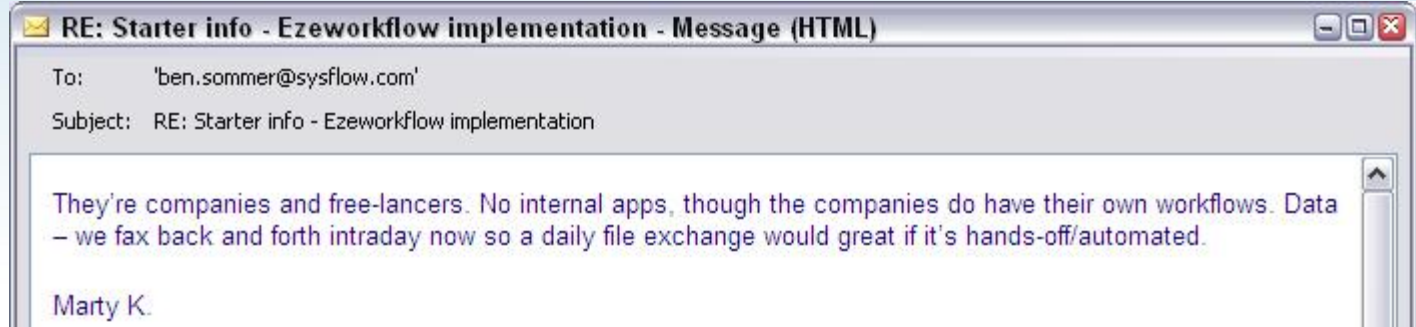 RE: Starter info - Ezeworkflow implementation - Message (HTML)
To: 'ben.sommer@sysflow.com'
Subject: RE: Starter info - Ezeworkflow implementation
They're companies and free-lancers. No internal apps, though the companies do have their own workflows. Data
– we fax back and forth intraday now so a daily file exchange would great if it's hands-off/automated.
Marty K.